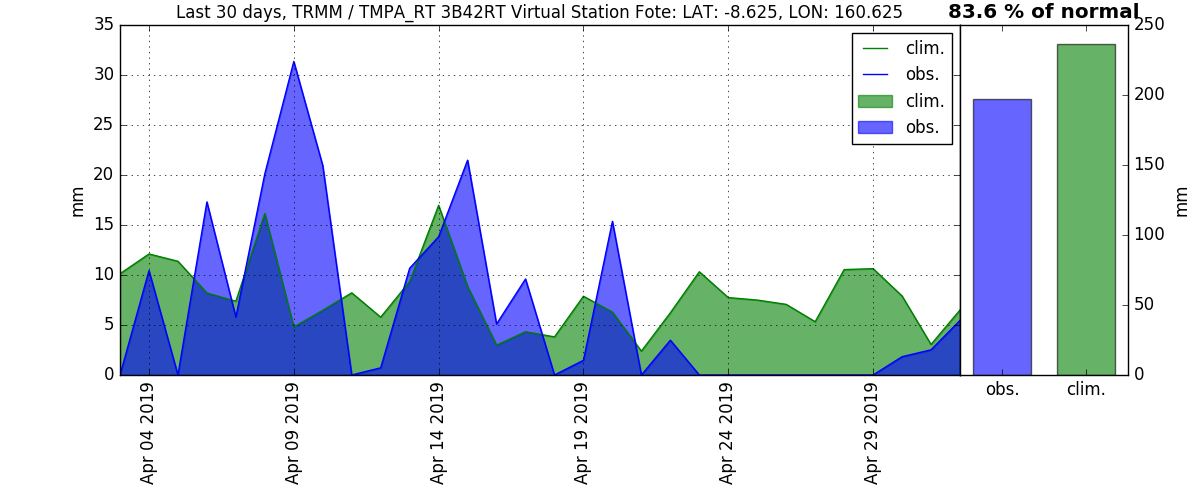 Last 30 days, TRMM / TMPA_RT 3B42RT Virtual Station Fote: LAT: -8.625, LON: 160.625
83.6 % of normal
35
30
25
20
15
10
5
0
mm
clim.
obs.
clim.
obs.
Apr 04 2019
Apr 09 2019
Apr 14 2019
Apr 19 2019
Apr 24 2019
Apr 29 2019
250
200
150
100
50
0
mm
obs.
clim.